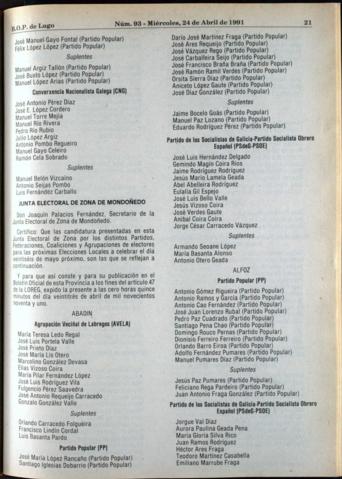 B.O.P. de Lugo
Núm. 93 - Miércoles, 24 de Abril de 1991
21
José Manuel Gayo Fontal (Partido Popular)
Félix López López (Partido Popular)
Suplentes
Manuel Argiz Tallón (Partido Popular)
José Busto López (Partido Popular)
Manuel López Arias (Partido Popular)
Converxencia Nacionalista Galega (CNG)
José Antonio Pérez Díaz
José E. López Cordero
Manuel Torre Mejía
Manuel Río Rivera
Pedro Río Rubio
Julio López Argiz
Antonio Pombo Regueiro
Manuel Gayo Celeiro
Ramón Cela Sobrado
Suplentes
Manuel Belón Vizcaíno
Antonio Seijas Pombo
Luis Fernández Carballo
JUNTA ELECTORAL DE ZONA DE MONDOÑEDO
Don Joaquín Palacios Fernández, Secretario de la
Junta Electoral de Zona de Mondoñedo.
Certifico: Que las candidaturas presentadas en esta
Junta Electoral de Zona por los distintos Partidos,
Federaciones, Coaliciones y Agrupaciones de electores
para las próximas Elecciones Locales a celebrar el día
veintiséis de mayo próximo, son las que se reflejan a
continuación.
Y para que así conste y para su publicación en el
Boletín Oficial de esta Provincia a los fines del artículo 47
de la LOREG, expido la presente a las cero horas quince
minutos del día veintitrés de abril de mil novecientos
noventa y uno.
ABADIN
Agrupación Veciñal de Labregos (AVELA)
María Teresa Ledo Regal
José Luis Portela Valle
José Prieto Díaz
José María Lis Otero
Marcolino González Devasa
Elías Vizoso Coira
María Pilar Fernández López
José Luis Rodríguez Vila
Fulgencio Pérez Saavedra
José Antonio Requeijo Carracedo
Gonzalo González Valle
Suplentes
Orlando Carracedo Folgueira
Francisco Lindín Cordal
Luis Basanta Pardo
Partido Popular (PP)
José María López Rancaño (Partido Popular)
Santiago Iglesias Dobarrio (Partido Popular)
Darío José Martínez Fraga (Partido Popular)
José Ares Requeijo (Partido Popular)
José Vázquez Rego (Partido Popular)
José Carballeira Seijo (Partido Popular)
José Francisco Braña Braña (Partido Popular)
José Ramón Ramil Verdes (Partido Popular)
Orsita Sierra Díaz (Partido Popular)
Aniceto López Gaute (Partido Popular)
José Díaz González (Partido Popular)
Suplentes
Jaime Bocelo Goás (Partido Popular)
Manuel Paz Lozano (Partido Popular)
Eduardo Rodríguez Pérez (Partido Popular)
Partido de los Socialistas de Galicia-Partido Socialista Obrero
Español (PSdeG-PSOE)
José Luis Hernández Delgado
Gemindo Magín Coira Ríos
Jaime Rodríguez Rodríguez
Jesús Mario Lamela Geada
Abel Abelleira Rodríguez
Eulalia Gil Espejo
José Luis Bello Valle
Jesús Vizoso Coira
José Verdes Gaute
Aníbal Coira Coira
Jorge César Carracedo Vázquez
Suplentes
Armando Seoane López
María Basanta Alonso
Antonio Otero Geada
ALFOZ
Partido Popular (PP)
Antonio Gómez Rigueira (Partido Popular)
Antonio Ramos y García (Partido Popular)
Antonio Cao Fernández (Partido Popular)
José Juan Lorenzo Rubal (Partido Popular)
Pedro Paz Cuadrado (Partido Popular)
Santiago Pena Chao (Partido Popular)
Domingo Rouco Pernas (Partido Popular)
Dionisio Ferreiro Ferreiro (Partido Popular)
Orlando Barro Eiroa (Partido Popular)
Adolfo Fernández Pumares (Partido Popular)
Manuel Pumares Díaz (Partido Popular)
Suplentes
Jesús Paz Pumares (Partido Popular)
Feliciano Rega Pardeiro (Partido Popular)
Juan Antonio Fraga González (Partido Popular)
Partido de los Socialistas de Galicia-Partido Socialista Obrero
Español (PSdeG-PSOE)
Jorgue Val Díaz
Aurora Paulina Geada Pena
María Gloria Silva Rico
Juan Ramos Rodríguez
Héctor Ares Fraga
Teodoro Martínez Casabella
Emiliano Marrube Fraga